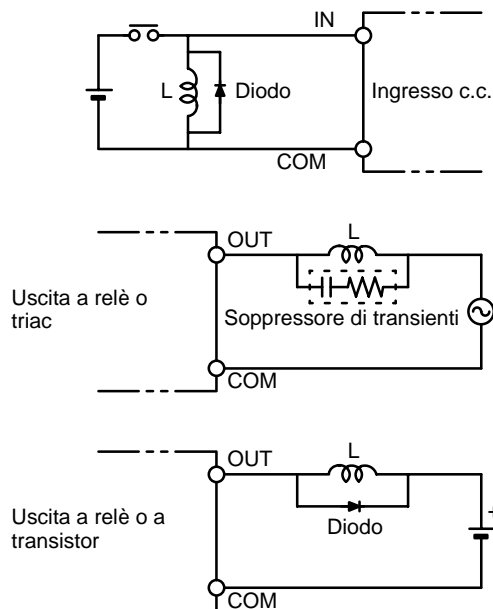 IN
L
Diodo
Ingresso c.c.
COM
OUT
L
Uscita a relè o
triac
Soppressore di transienti
COM
OUT
L
Uscita a relè o a
transistor
Diodo
+
COM